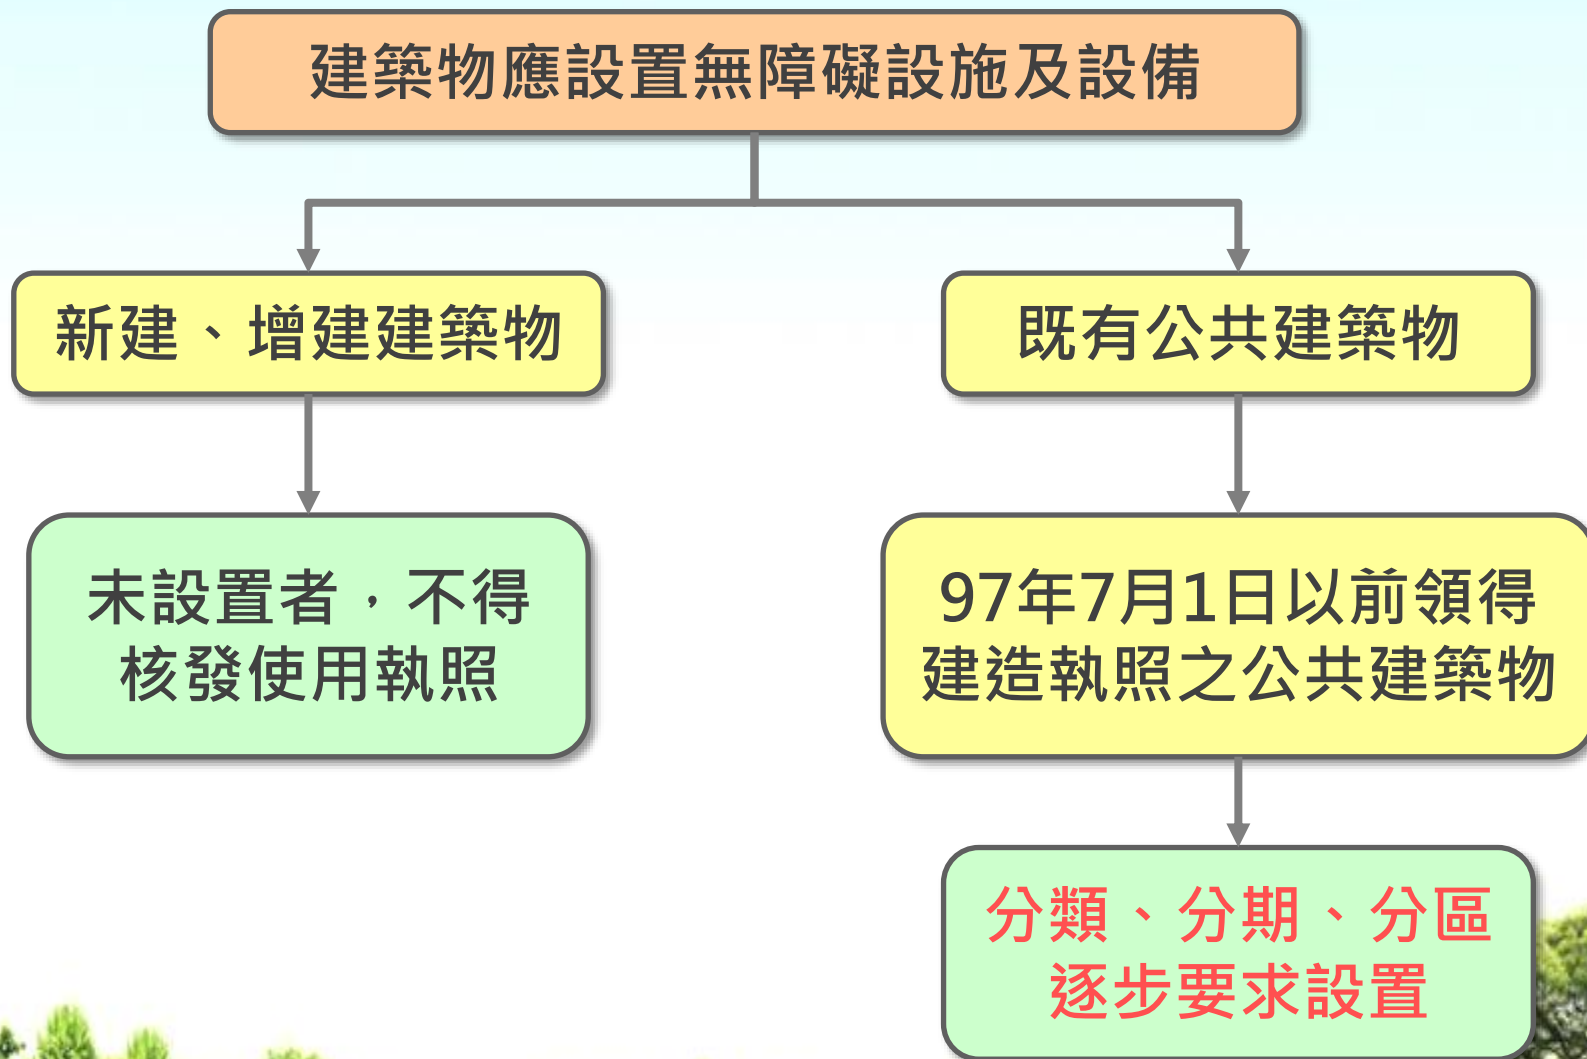 建築物應設置無障礙設施及設備
新建、增建建築物
既有公共建築物
未設置者，不得
核發使用執照
97年7月1日以前領得
建造執照之公共建築物
分類、分期、分區
逐步要求設置